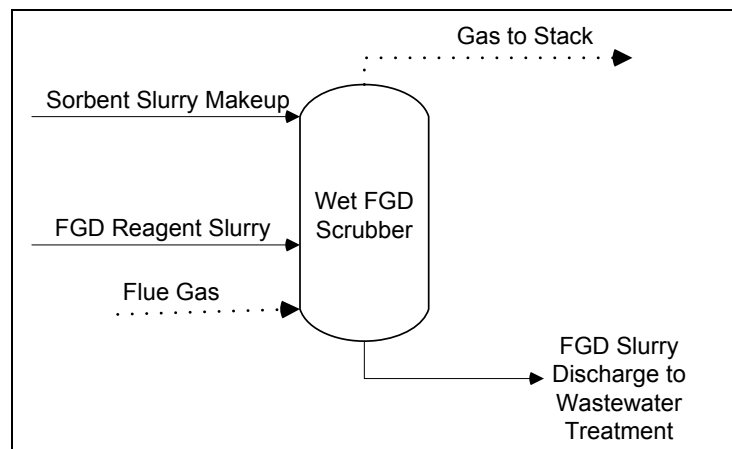 Gas to Stack
Sorbent Slurry Makeup
Wet FGD
Scrubber
FGD Reagent Slurry
Flue Gas
FGD Slurry
Discharge to
Wastewater
Treatment